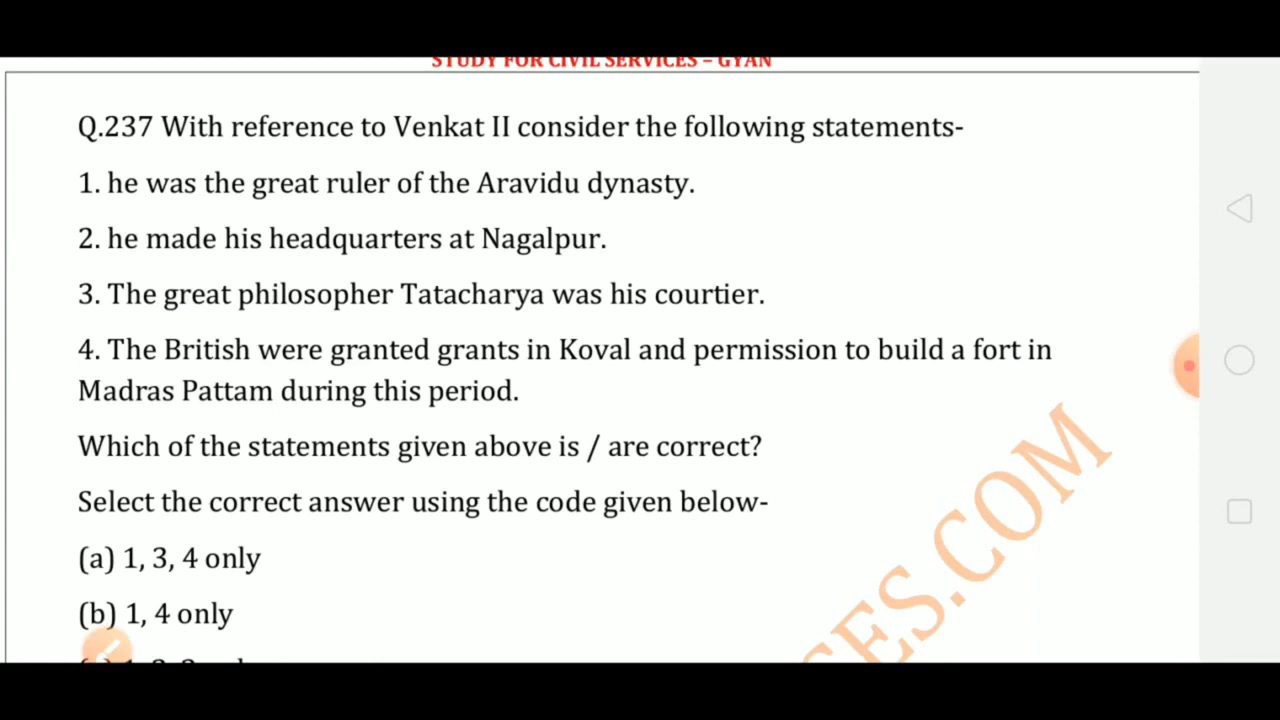 STUDY FOR CIVIL SERVICES – GYAN
Q.237 With reference to Venkat II consider the following statements-
1. he was the great ruler of the Aravidu dynasty.
2. he made his headquarters at Nagalpur.
3. The great philosopher Tatacharya was his courtier.
4. The British were granted grants in Koval and permission to build a fort in
Madras Pattam during this period.
Which of the statements given above is / are correct?
Select the correct answer using the code given below-
(a) 1, 3, 4 only
(b) 1, 4 only
ES.COM